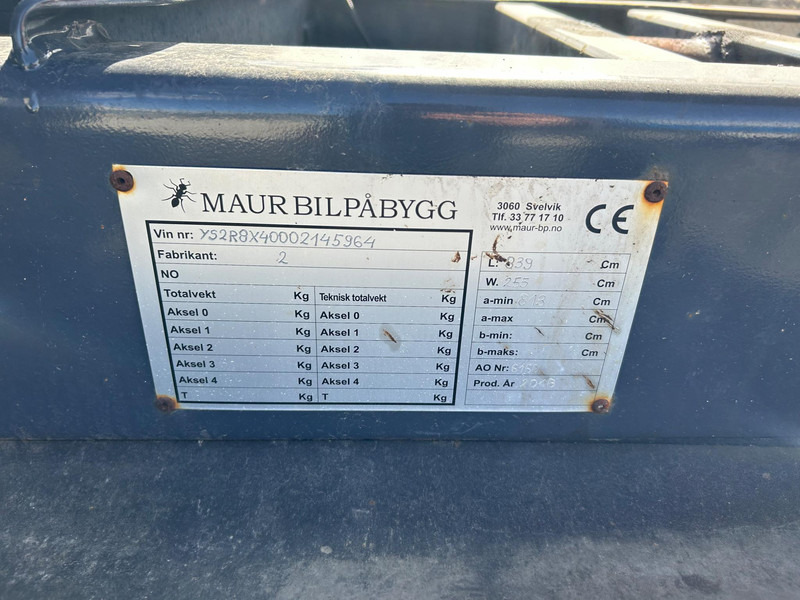 MAUR BILPÅBYGG
3060 Svelvik
Tlf. 33 77 17 10
www.maur-bp.no
CE
Vin nr: YS2R8X40002145964
Fabrikant: 2
NO
Totalvekt Kg Teknisk totalvekt Kg
Aksel 0 Kg Aksel 0 Kg
Aksel 1 Kg Aksel 1 Kg
Aksel 2 Kg Aksel 2 Kg
Aksel 3 Kg Aksel 3 Kg
Aksel 4 Kg Aksel 4 Kg
T Kg T Kg
L: 839 Cm
W. 255 Cm
a-min Cm
a-max Cm
b-min: Cm
b-maks: Cm
AO Nr:
Prod. År 2018